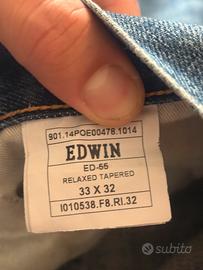 901.14POE00478.1014
EDWIN
ED-55
RELAXED TAPERED
33 X 32
I010538.F8.RI.32
subito